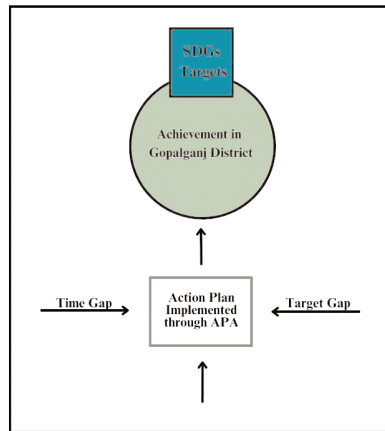 SDGs
Targets
Achievement in
Gopalganj District
Time Gap
Action Plan
Implemented
through APA
Target Gap